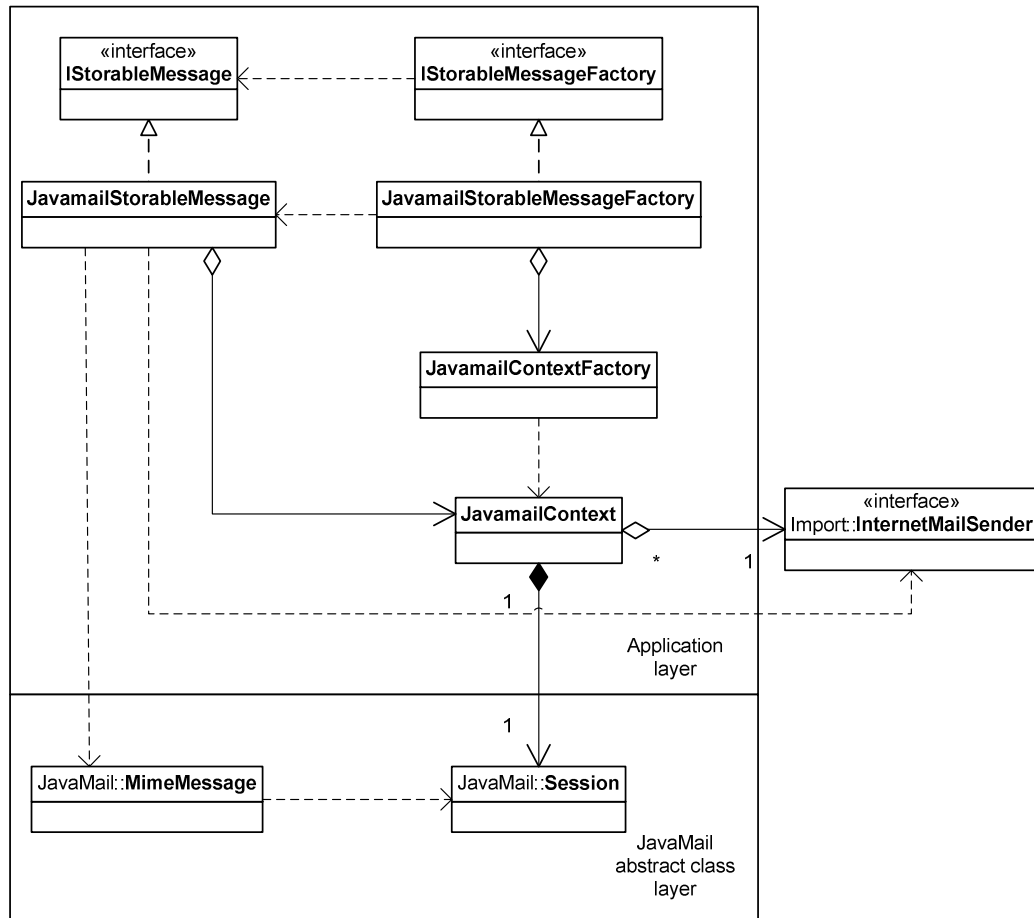 «interface»
IStorableMessage
«interface»
IStorableMessageFactory
JavamailStorableMessage
JavamailStorableMessageFactory
JavamailContextFactory
JavamailContext
«interface»
Import::InternetMailSender
*
1
1
Application
layer
1
JavaMail::MimeMessage
JavaMail::Session
JavaMail
abstract class
layer